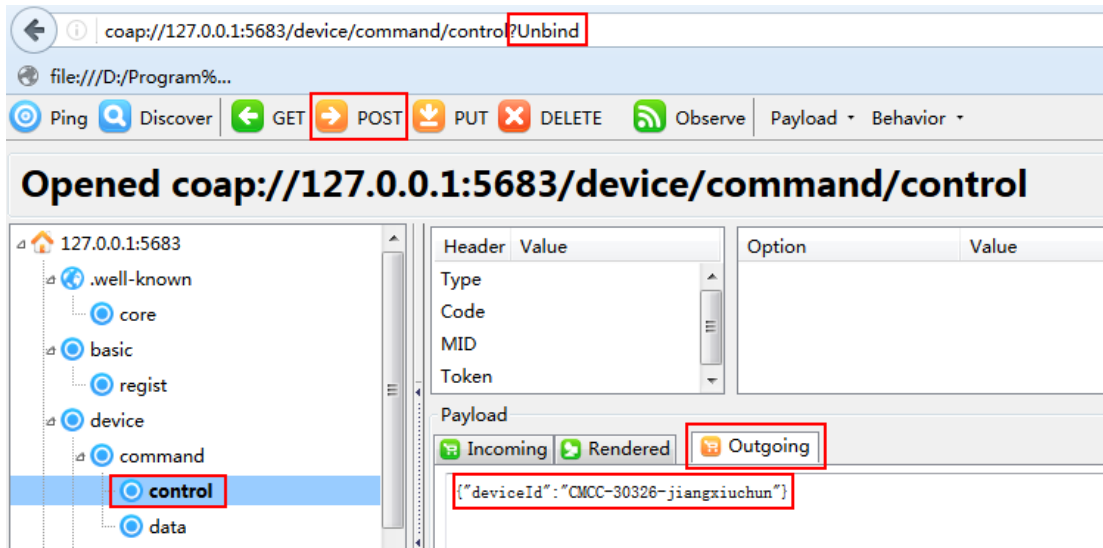 coap://127.0.0.1:5683/device/command/control?Unbind
file:///D:/Program%...
Ping Discover GET POST PUT DELETE Observe Payload Behavior
Opened coap://127.0.0.1:5683/device/command/control
127.0.0.1:5683
.well-known
core
basic
regist
device
command
control
data
Header Value
Type
Code
MID
Token
Option Value
Payload
Incoming Rendered Outgoing
{"deviceId":"CMCC-30326-jiangxiuchun"}